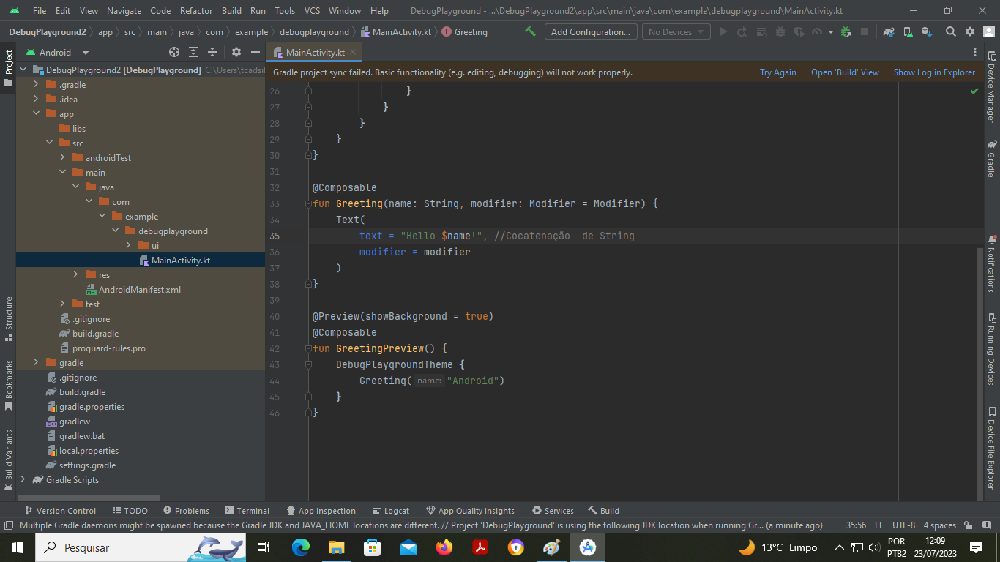 File Edit View Navigate Code Refactor Build Run Tools VCS Window Help DebugPlayground - ...\DebugPlayground2\app\src\main\java\com\example\debugplayground\MainActivity.kt
DebugPlayground2 app src main java com example debugplayground MainActivity.kt Greeting Add Configuration... No Devices
Project
Android
MainActivity.kt
DebugPlayground2 [DebugPlayground] C:\Users\tcadsil
Gradle project sync failed. Basic functionality (e.g. editing, debugging) will not work properly. Try Again Open 'Build' View Show Log in Explorer
.gradle
.idea
app
libs
src
androidTest
main
java
com
example
debugplayground
ui
MainActivity.kt
res
AndroidManifest.xml
test
.gitignore
build.gradle
proguard-rules.pro
gradle
.gitignore
build.gradle
gradle.properties
gradlew
gradlew.bat
local.properties
settings.gradle
Gradle Scripts
26 }
27 }
28 }
29 }
30 }
31
32 @Composable
33 fun Greeting(name: String, modifier: Modifier = Modifier) {
34 Text(
35 text = "Hello $name!", //Cocatenação  de String
36 modifier = modifier
37 )
38 }
39
40 @Preview(showBackground = true)
41 @Composable
42 fun GreetingPreview() {
43 DebugPlaygroundTheme {
44 Greeting( name: "Android")
45 }
46 }
Structure
Bookmarks
Build Variants
Device Manager
Gradle
Notifications
Running Devices
Device File Explorer
Version Control TODO Problems Terminal App Inspection Logcat App Quality Insights Services Build
Multiple Gradle daemons might be spawned because the Gradle JDK and JAVA_HOME locations are different. // Project 'DebugPlayground' is using the following JDK location when running Gr... (a minute ago) 35:56 LF UTF-8 4 spaces
Pesquisar
13°C Limpo
POR
PTB2
12:09
23/07/2023